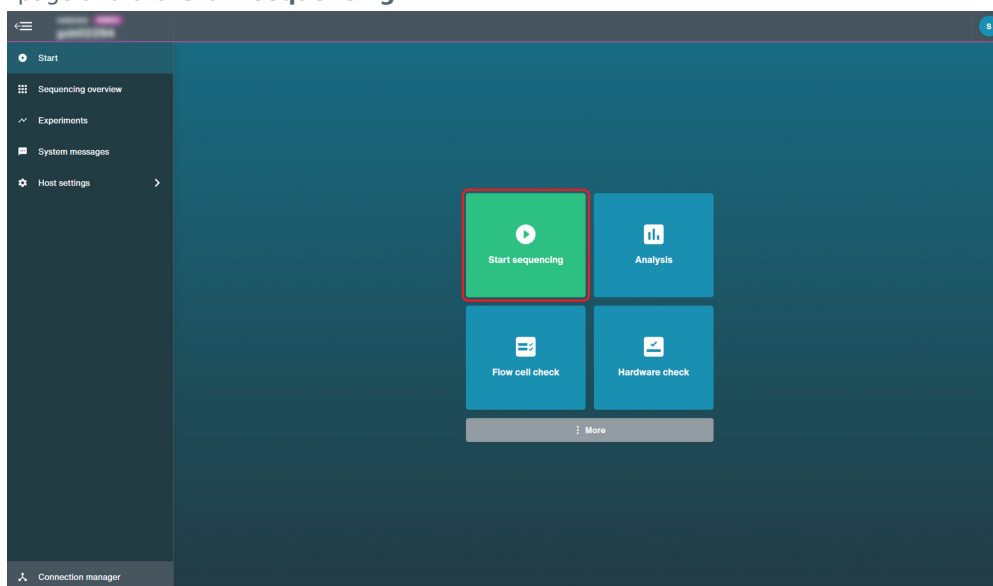 Start
Sequencing overview
Experiments
System messages
Host settings
Start sequencing
Analysis
Flow cell check
Hardware check
More
Connection manager
S